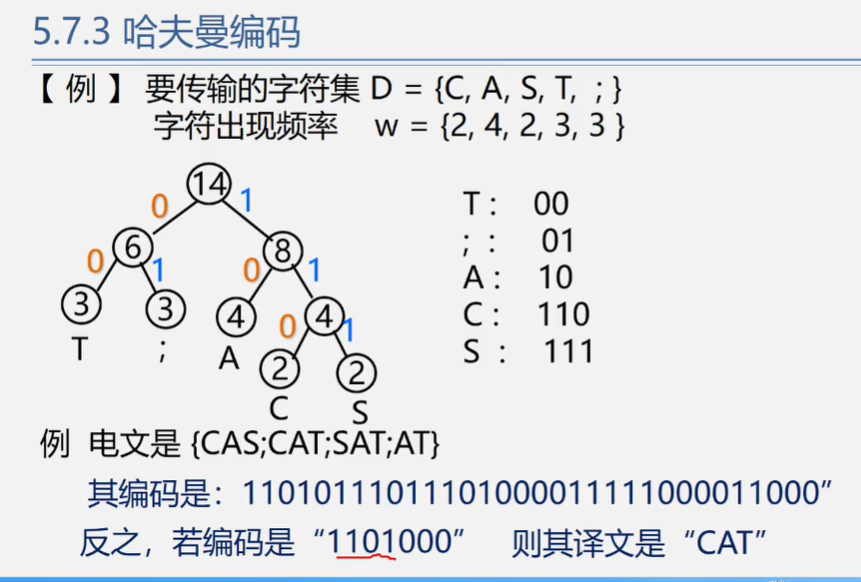 5.7.3 哈夫曼编码
【 例 】 要传输的字符集 D = {C, A, S, T, ; }
字符出现频率 w = {2, 4, 2, 3, 3 }
14
0 1
6 8
0 1 0 1
3 3 4 4
T ; A 0 1
2 2
C S
T : 00
; : 01
A : 10
C : 110
S : 111
例 电文是 {CAS;CAT;SAT;AT}
其编码是：11010111011101000011111000011000”
反之，若编码是 “1101000” 则其译文是 “CAT”